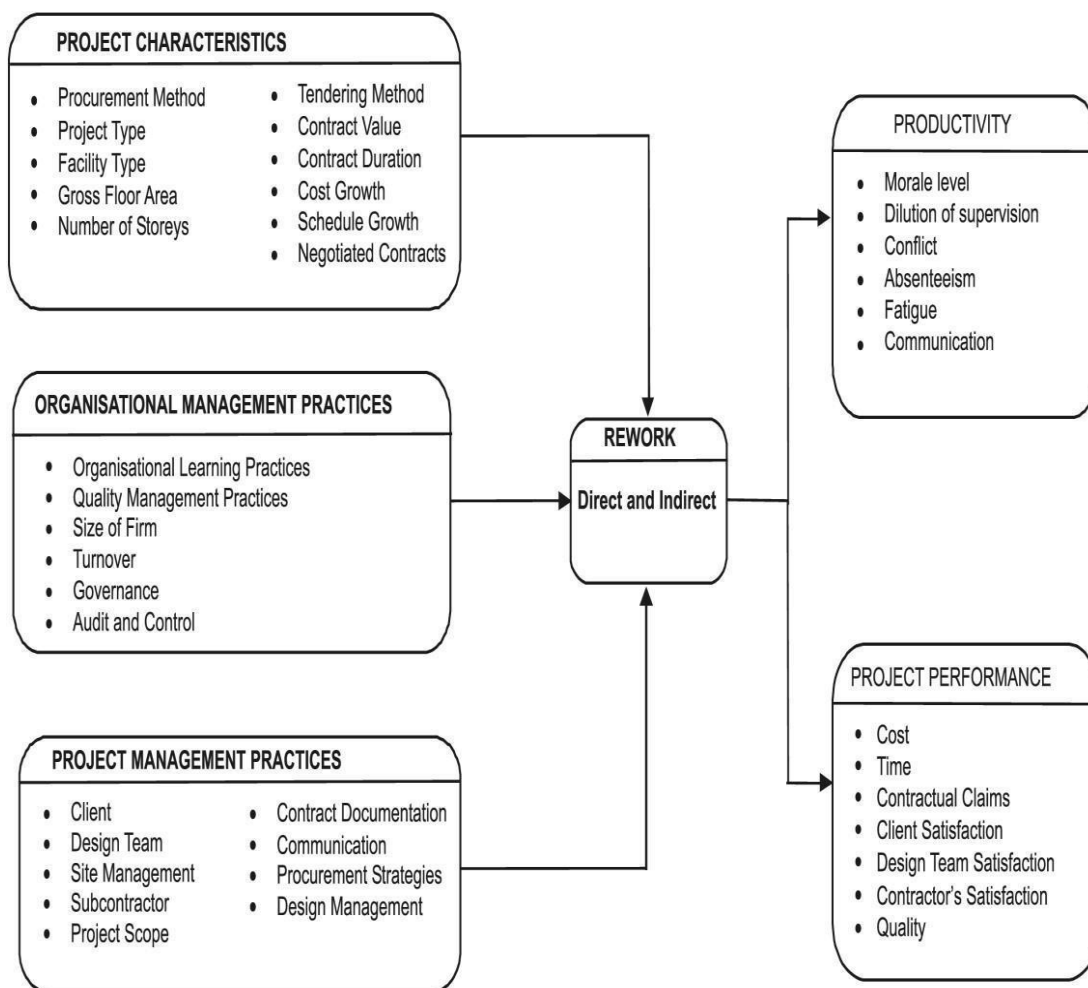 PROJECT CHARACTERISTICS
• Procurement Method
• Project Type
• Facility Type
• Gross Floor Area
• Number of Storeys
• Tendering Method
• Contract Value
• Contract Duration
• Cost Growth
• Schedule Growth
• Negotiated Contracts
ORGANISATIONAL MANAGEMENT PRACTICES
• Organisational Learning Practices
• Quality Management Practices
• Size of Firm
• Turnover
• Governance
• Audit and Control
PROJECT MANAGEMENT PRACTICES
• Client
• Design Team
• Site Management
• Subcontractor
• Project Scope
• Contract Documentation
• Communication
• Procurement Strategies
• Design Management
REWORK
Direct and Indirect
PRODUCTIVITY
• Morale level
• Dilution of supervision
• Conflict
• Absenteeism
• Fatigue
• Communication
PROJECT PERFORMANCE
• Cost
• Time
• Contractual Claims
• Client Satisfaction
• Design Team Satisfaction
• Contractor's Satisfaction
• Quality